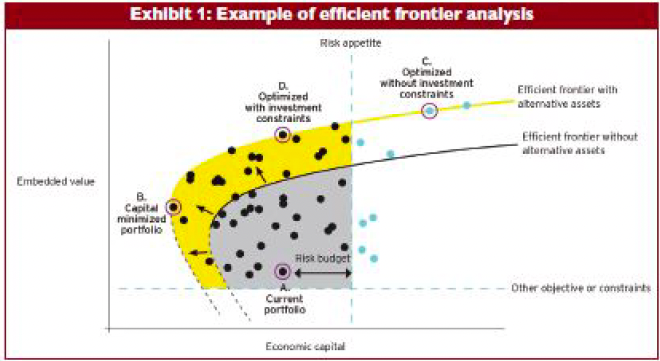 Exhibit 1: Example of efficient frontier analysis
Risk appetite
C.
Optimized
without investment
constraints
D.
Optimized
with investment
constraints
Efficient frontier with
alternative assets
Efficient frontier without
alternative assets
Embedded value
B.
Capital
minimized
portfolio
Risk budget
A.
Current
portfolio
Other objective or constraints
Economic capital